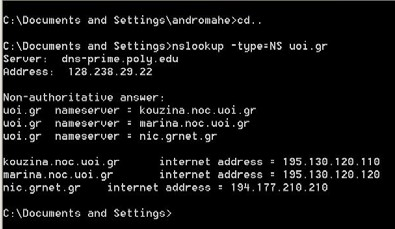 C:\Documents and Settings\andromahe>cd..
C:\Documents and Settings>nslookup -type=NS uoi.gr
Server:  dns-prime.poly.edu
Address:  128.238.29.22
Non-authoritative answer:
uoi.gr  nameserver = kouzina.noc.uoi.gr
uoi.gr  nameserver = marina.noc.uoi.gr
uoi.gr  nameserver = nic.grnet.gr
kouzina.noc.uoi.gr      internet address = 195.130.120.110
marina.noc.uoi.gr       internet address = 195.130.120.120
nic.grnet.gr    internet address = 194.177.210.210
C:\Documents and Settings>